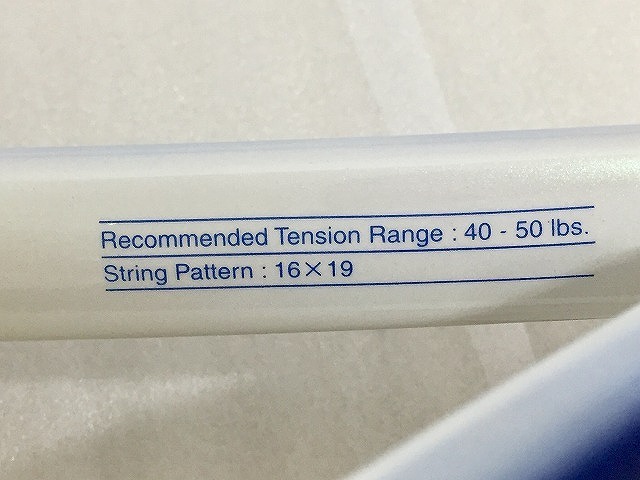 Recommended Tension Range : 40 - 50 lbs.
String Pattern : 16×19